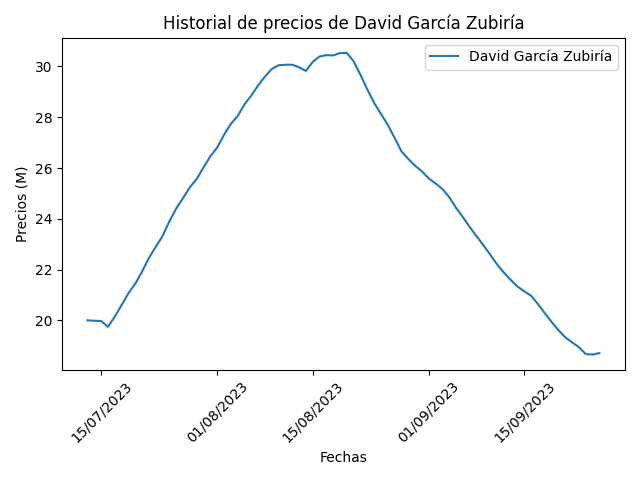 Historial de precios de David García Zubiría
David García Zubiría
Precios (M)
30
28
26
24
22
20
15/07/2023
01/08/2023
15/08/2023
01/09/2023
15/09/2023
Fechas